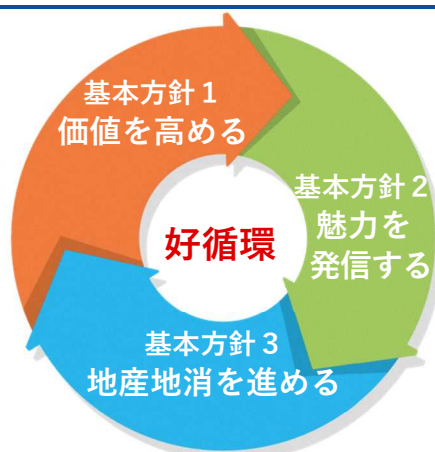 基本方針１
価値を高める
基本方針２
魅力を
発信する
好循環
基本方針３
地産地消を進める